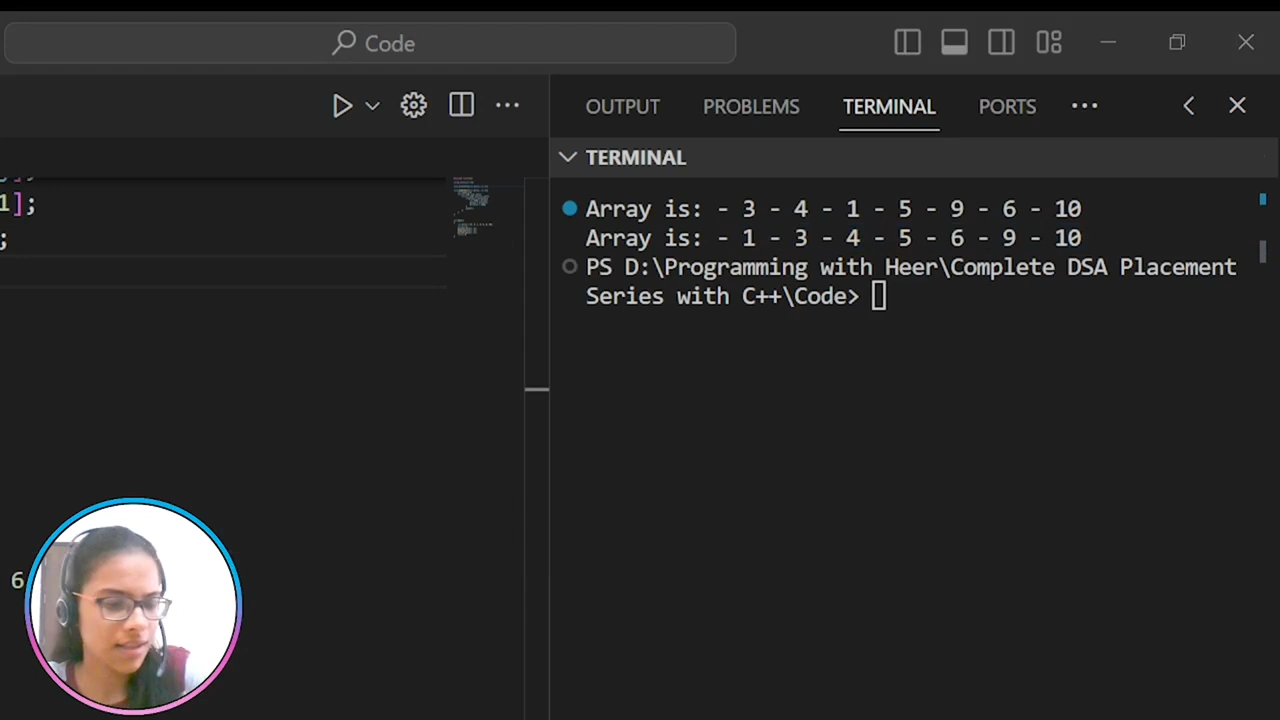 Code
OUTPUT PROBLEMS TERMINAL PORTS
TERMINAL
1];
;
Array is: - 3 - 4 - 1 - 5 - 9 - 6 - 10
Array is: - 1 - 3 - 4 - 5 - 6 - 9 - 10
PS D:\Programming with Heer\Complete DSA Placement
Series with C++\Code>
6